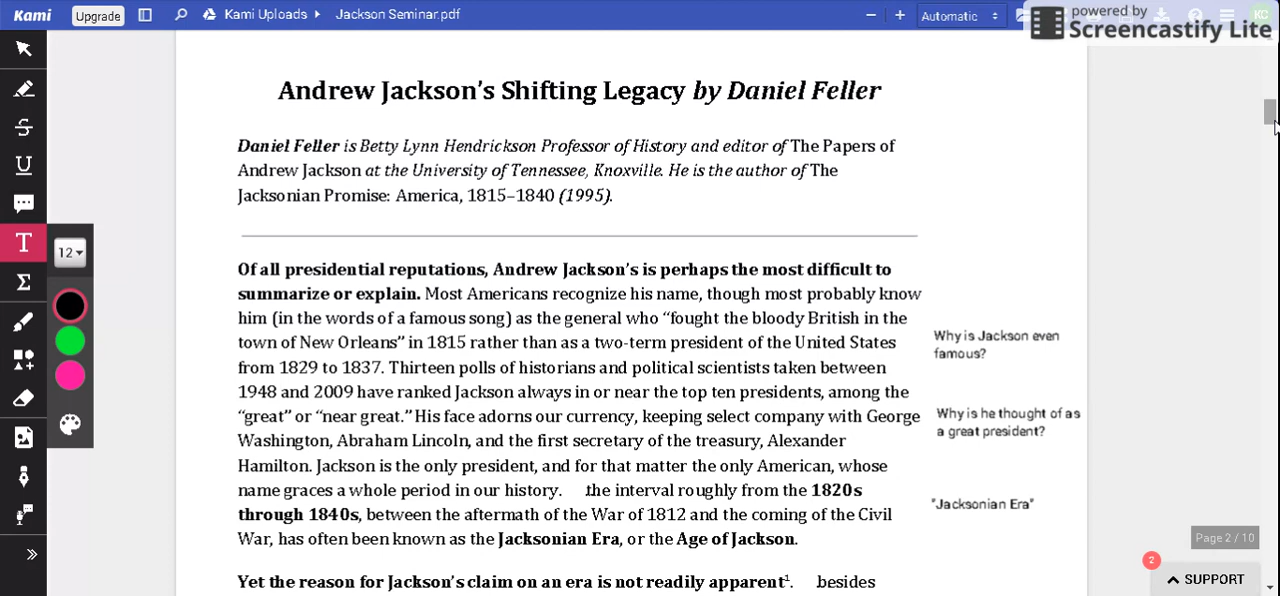 Kami Upgrade Kami Uploads Jackson Seminar.pdf Automatic
powered by
Screencastify Lite
Andrew Jackson's Shifting Legacy by Daniel Feller
Daniel Feller is Betty Lynn Hendrickson Professor of History and editor of The Papers of
Andrew Jackson at the University of Tennessee, Knoxville. He is the author of The
Jacksonian Promise: America, 1815–1840 (1995).
12
Of all presidential reputations, Andrew Jackson's is perhaps the most difficult to
summarize or explain. Most Americans recognize his name, though most probably know
him (in the words of a famous song) as the general who “fought the bloody British in the
town of New Orleans” in 1815 rather than as a two-term president of the United States
from 1829 to 1837. Thirteen polls of historians and political scientists taken between
1948 and 2009 have ranked Jackson always in or near the top ten presidents, among the
“great” or “near great.” His face adorns our currency, keeping select company with George
Washington, Abraham Lincoln, and the first secretary of the treasury, Alexander
Hamilton. Jackson is the only president, and for that matter the only American, whose
name graces a whole period in our history. the interval roughly from the 1820s
through 1840s, between the aftermath of the War of 1812 and the coming of the Civil
War, has often been known as the Jacksonian Era, or the Age of Jackson.
Yet the reason for Jackson's claim on an era is not readily apparent¹. besides
Why is Jackson even
famous?
Why is he thought of as
a great president?
"Jacksonian Era"
Page 2 / 10
2
SUPPORT